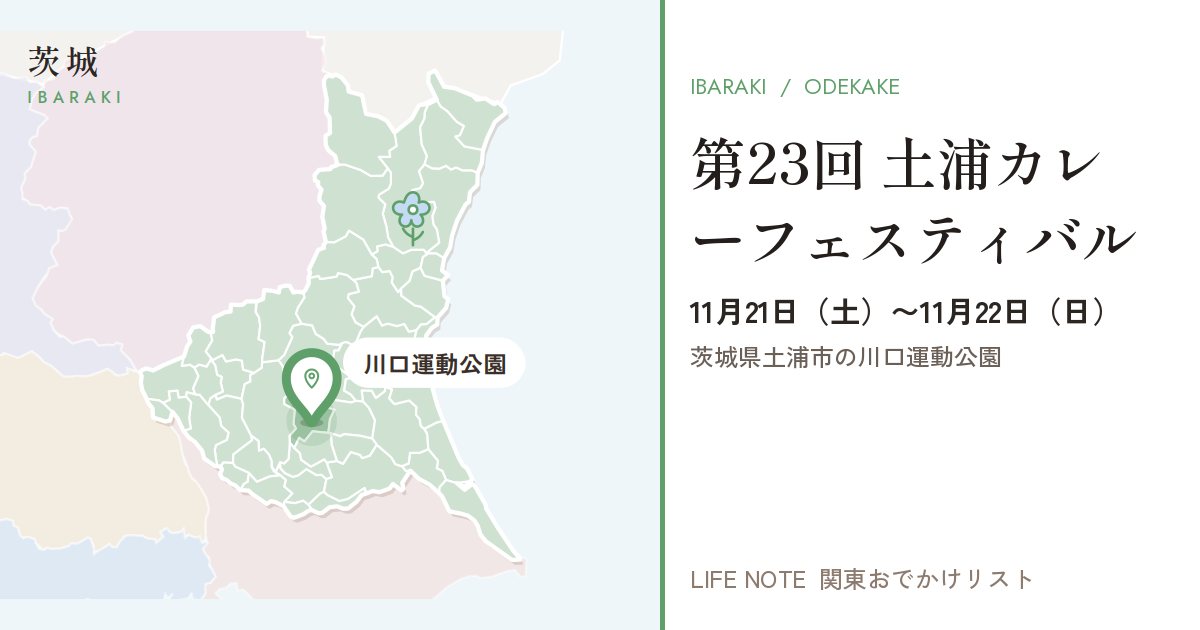 茨城
IBARAKI
川口運動公園
IBARAKI / ODEKAKE
第23回 土浦カレ
ーフェスティバル
11月21日（土）〜11月22日（日）
茨城県土浦市の川口運動公園
LIFE NOTE 関東おでかけリスト